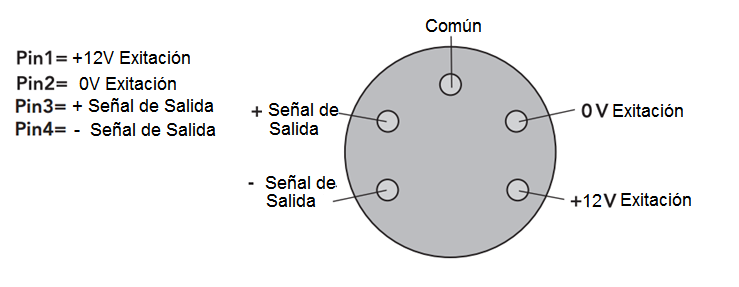 Pin1= +12V Exitación
Pin2= 0V Exitación
Pin3= + Señal de Salida
Pin4= - Señal de Salida
Común
+ Señal de
Salida
0V Exitación
- Señal de
Salida
+12V Exitación